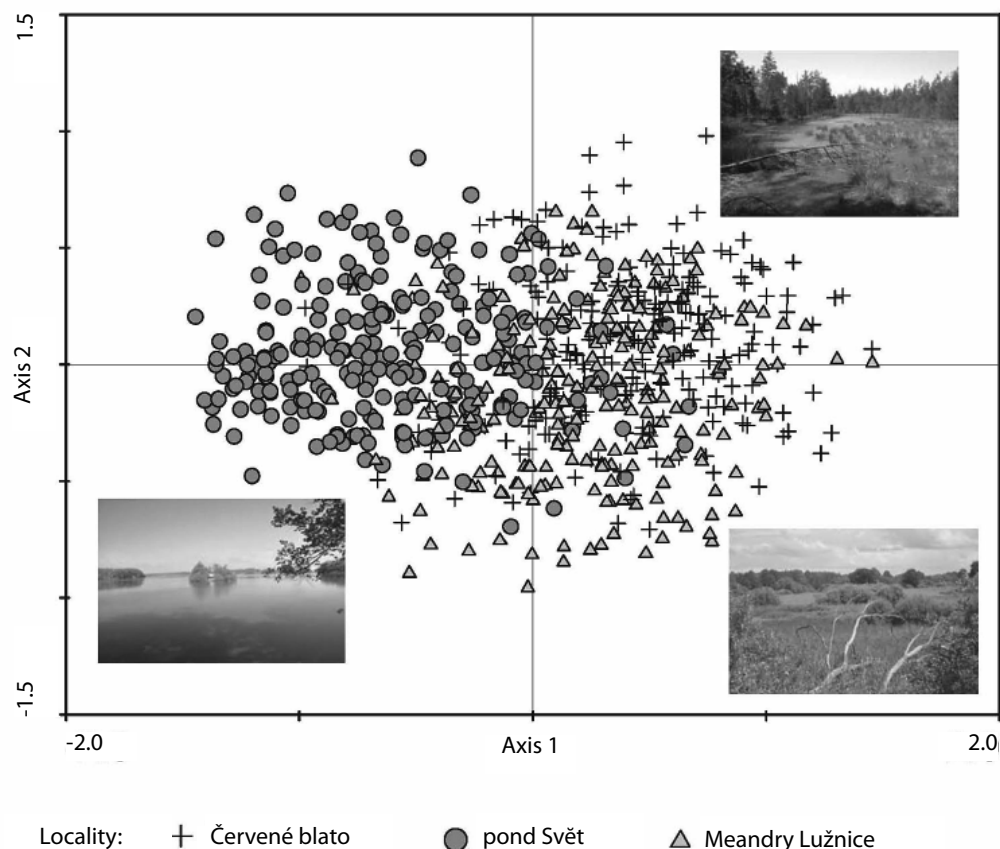 1.5
Axis 2
-1.5
-2.0
Axis 1
2.0
Locality: Červené blato pond Svět Meandry Lužnice